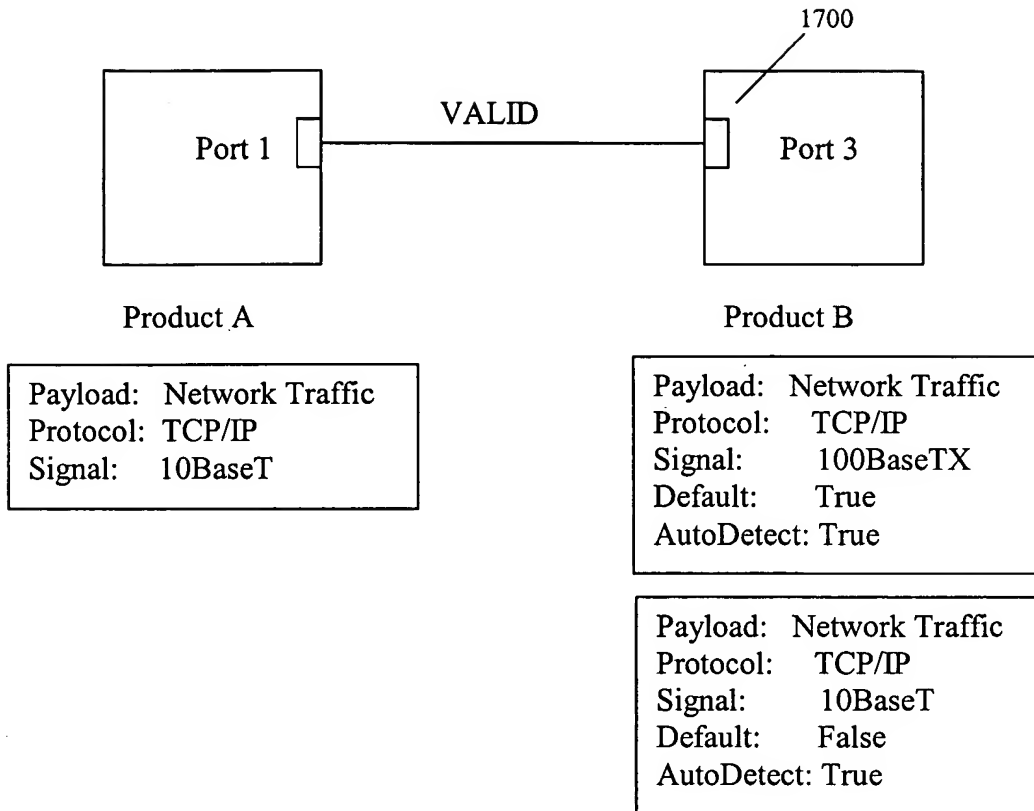 1700
VALID
Port 1
Port 3
Product A
Product B
Payload: Network Traffic
Protocol: TCP/IP
Signal: 10BaseT
Payload: Network Traffic
Protocol: TCP/IP
Signal: 100BaseTX
Default: True
AutoDetect: True
Payload: Network Traffic
Protocol: TCP/IP
Signal: 10BaseT
Default: False
AutoDetect: True